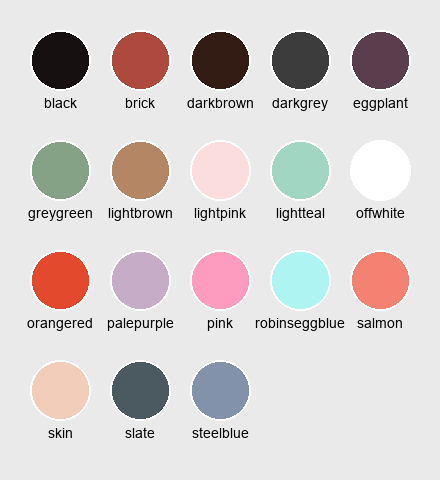 black brick darkbrown darkgrey eggplant
greygreen lightbrown lightpink lightteal offwhite
orangered palepurple pink robinseggblue salmon
skin slate steelblue